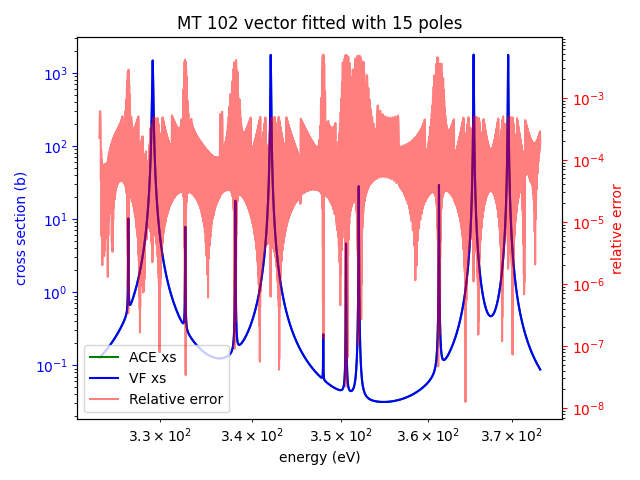 MT 102 vector fitted with 15 poles
10³
10²
10¹
10⁰
10⁻¹
cross section (b)
10⁻³
10⁻⁴
10⁻⁵
10⁻⁶
10⁻⁷
10⁻⁸
relative error
ACE xs
VF xs
Relative error
3.3 × 10² 3.4 × 10² 3.5 × 10² 3.6 × 10² 3.7 × 10²
energy (eV)